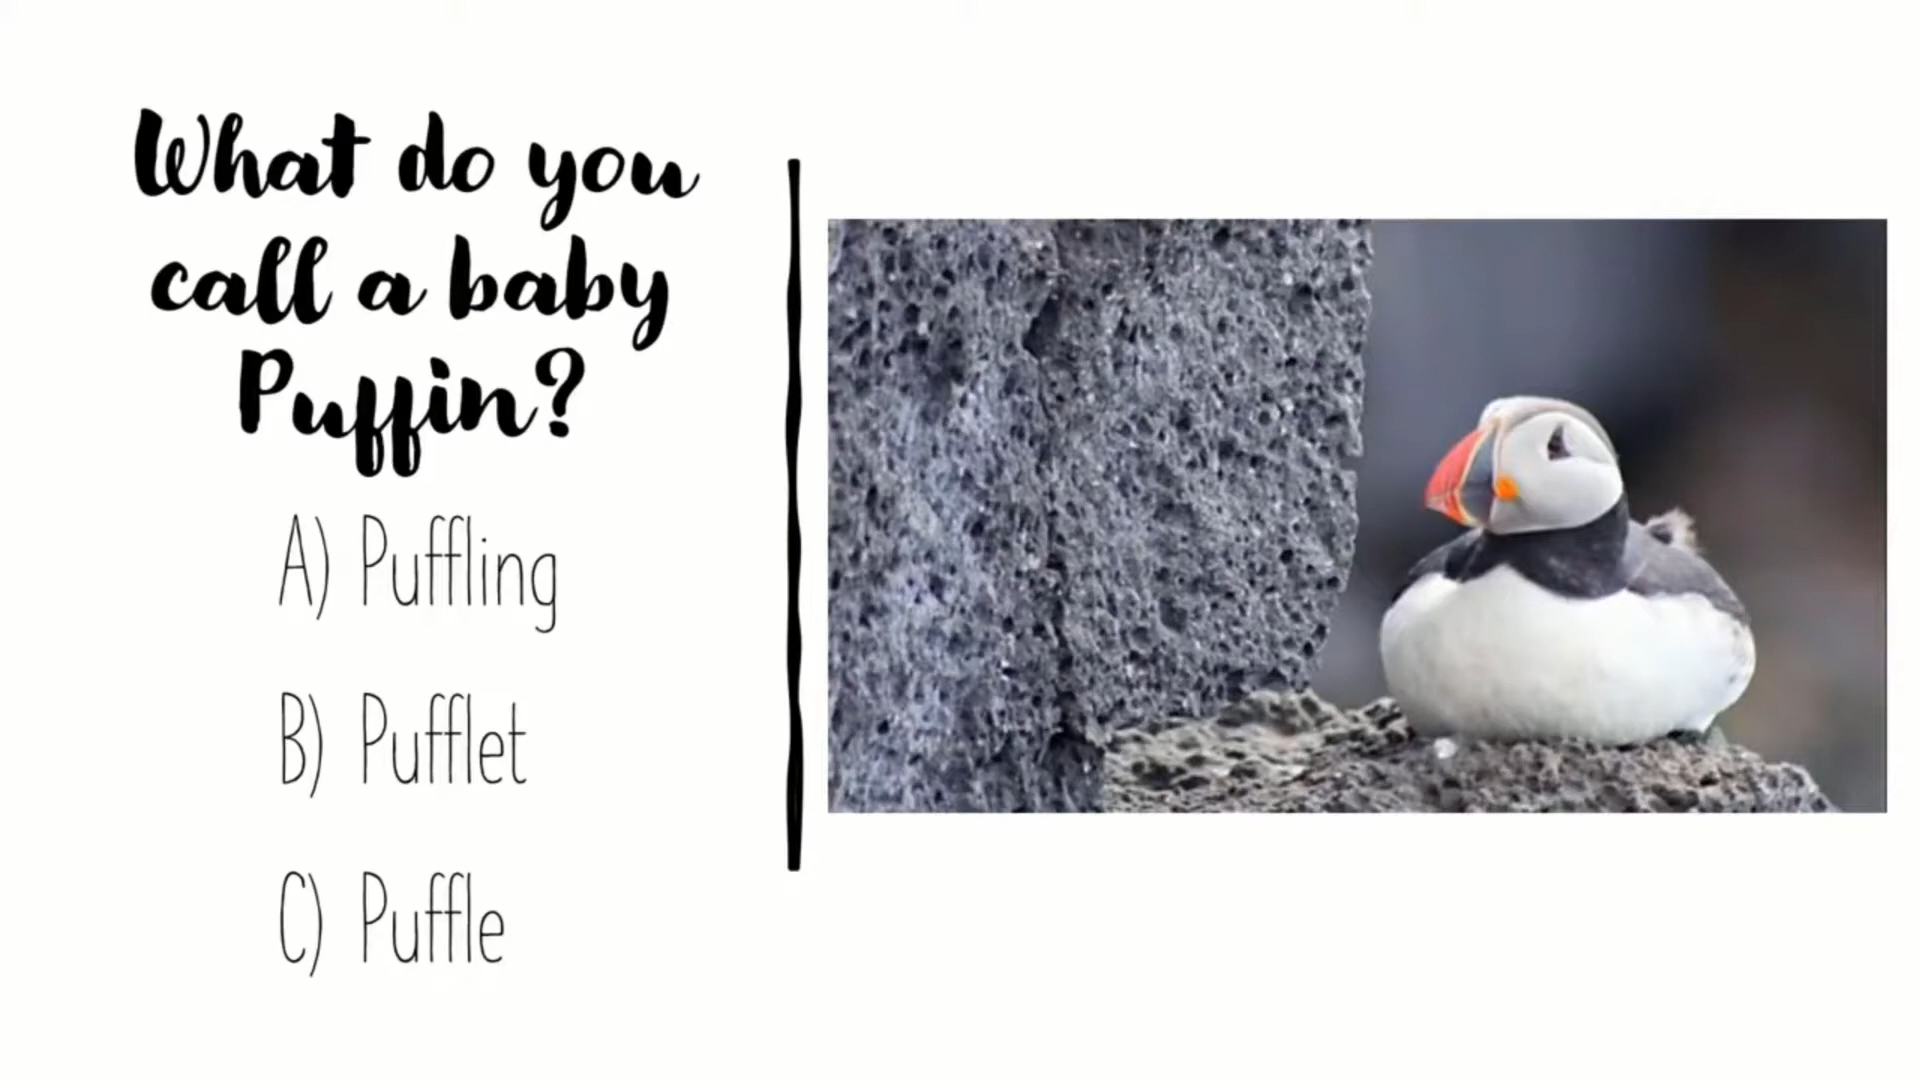 What do you
call a baby
Puffin?
A) Puffling
B) Pufflet
C) Puffle